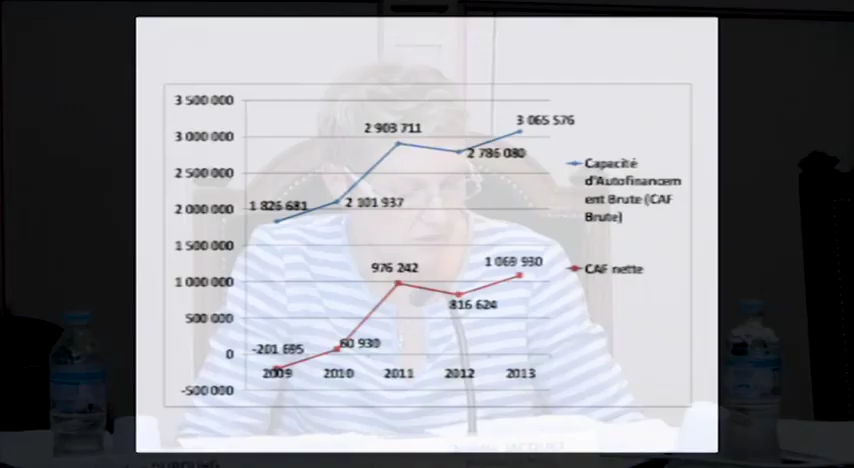 3 500 000
3 000 000
2 500 000
2 000 000
1 500 000
1 000 000
500 000
0
-500 000
1 826 681
2 101 937
2 903 711
2 786 080
3 065 576
-201 695
60 930
976 242
816 624
1 069 930
2009 2010 2011 2012 2013
Capacité
d'Autofinancem
ent Brute (CAF
Brute)
CAF nette